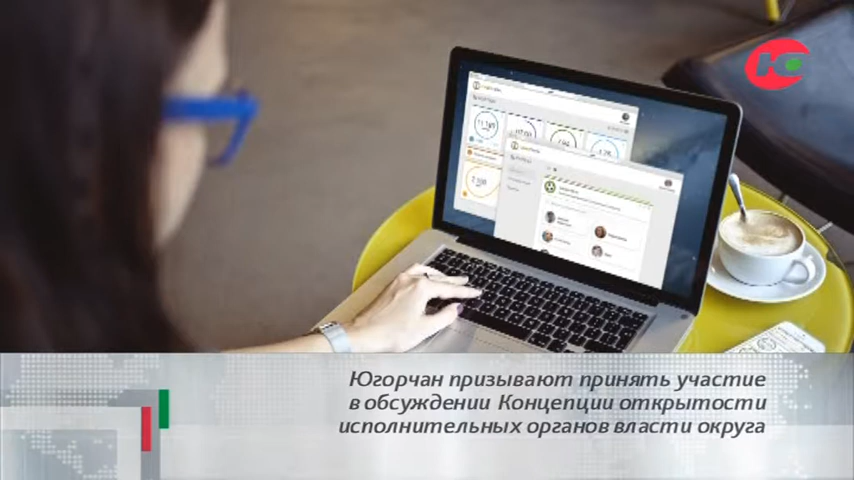 Югорчан призывают принять участие
в обсуждении Концепции открытости
исполнительных органов власти округа